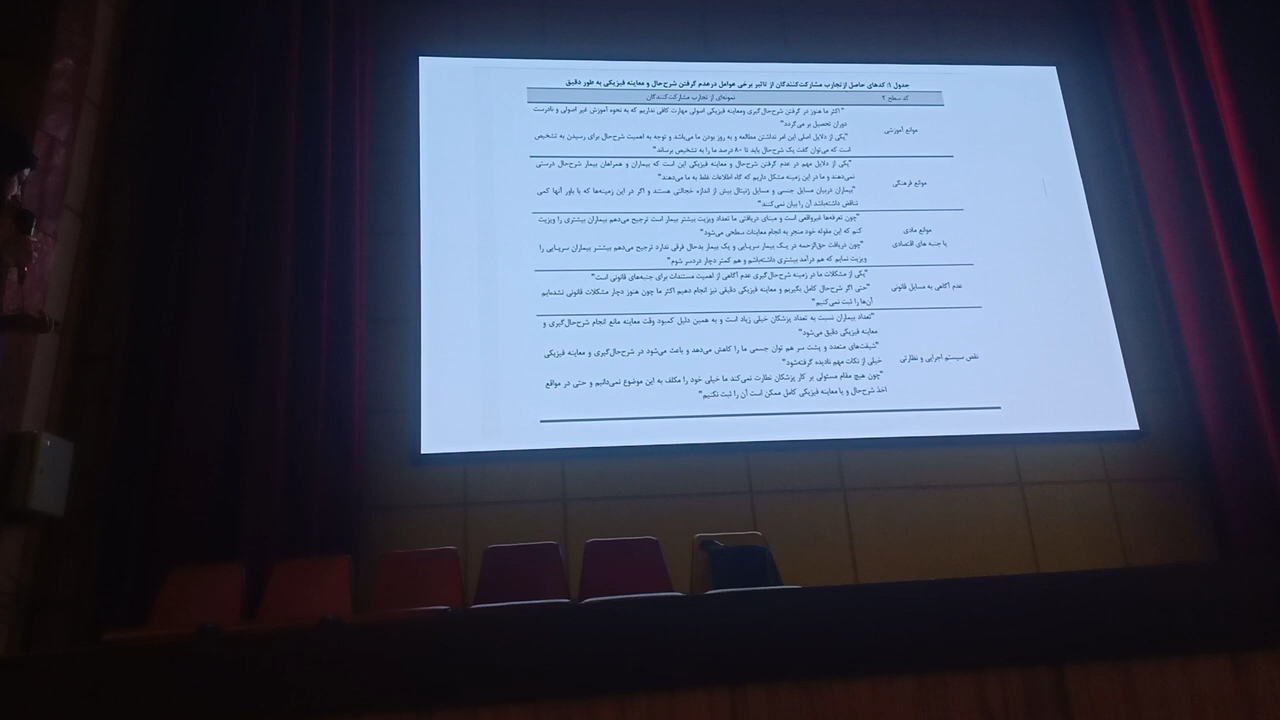 جدول ۱: کدهای حاصل از تجارب مشارکت‌کنندگان از تاثیر برخی عوامل در عدم گرفتن شرح‌حال و معاینه فیزیکی به طور دقیق
کد سطح ۲
نمونه‌ای از تجارب مشارکت‌کنندگان
موانع آموزشی
"اکثر ما هنوز در گرفتن شرح‌حال گیری ومعاینه فیزیکی اصولی مهارت کافی نداریم که به نحوه آموزش غیر اصولی و نادرست
دوران تحصیل بر می‌گردد"
"یکی از دلایل اصلی این امر نداشتن مطالعه و به روز بودن ما می‌باشد و توجه به اهمیت شرح‌حال برای رسیدن به تشخیص
است که می‌توان گفت یک شرح‌حال باید تا ۸۰ درصد ما را به تشخیص برساند"
موانع فرهنگی
"یکی از دلایل مهم در عدم گرفتن شرح‌حال و معاینه فیزیکی این است که بیماران و همراهان بیمار شرح‌حال درستی
نمی‌دهند و ما در این زمینه مشکل داریم که گاه اطلاعات غلط به ما می‌دهند"
"بیماران دربیان مسایل جنسی و مسایل ژنیتال بیش از اندازه خجالتی هستند و اگر در این زمینه‌ها که با باور آنها کمی
تناقض داشته‌باشد آن را بیان نمی‌کنند"
موانع مادی
یا جنبه های اقتصادی
"چون تعرفه‌ها غیرواقعی است و مبنای دریافتی ما تعداد ویزیت بیشتر بیمار است ترجیح می‌دهم بیماران بیشتری را ویزیت
کنم که این مقوله خود منجر به انجام معاینات سطحی می‌شود"
"چون دریافت حق‌الزحمه در یک بیمار سرپایی و یک بیمار بدحال فرقی ندارد ترجیح می‌دهم بیشتر بیماران سرپایی را
ویزیت نمایم که هم درآمد بیشتری داشته‌باشم و هم کمتر دچار دردسر شوم"
عدم آگاهی به مسایل قانونی
"یکی از مشکلات ما در زمینه شرح‌حال گیری عدم آگاهی از اهمیت مستندات برای جنبه‌های قانونی است"
"حتی اگر شرح‌حال کامل بگیریم و معاینه فیزیکی دقیقی نیز انجام دهیم اکثر ما چون هنوز دچار مشکلات قانونی نشده‌ایم
آن‌ها را ثبت نمی‌کنیم"
نقص سیستم اجرایی و نظارتی
"تعداد بیماران نسبت به تعداد پزشکان خیلی زیاد است و به همین دلیل کمبود وقت معاینه مانع انجام شرح‌حال‌گیری و
معاینه فیزیکی دقیق می‌شود"
"شیفت‌های متعدد و پشت سر هم توان جسمی ما را کاهش می‌دهد و باعث می‌شود در شرح‌حال‌گیری و معاینه فیزیکی
خیلی از نکات مهم نادیده گرفته‌شود"
"چون هیچ مقام مسئولی بر کار پزشکان نظارت نمی‌کند ما خیلی خود را مکلف به این موضوع نمی‌دانیم و حتی در مواقع
اخذ شرح‌حال و یا معاینه فیزیکی کامل ممکن است آن را ثبت نکنیم"